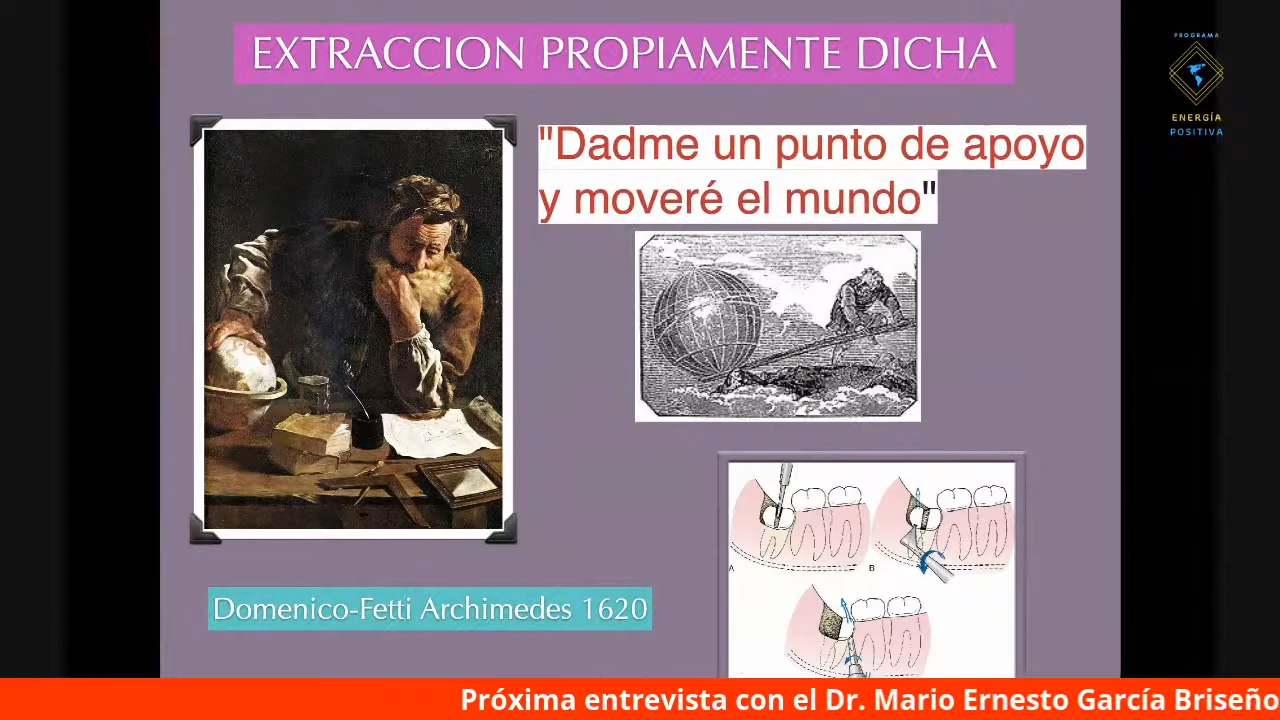 EXTRACCION PROPIAMENTE DICHA
PROGRAMA
ENERGÍA
POSITIVA
"Dadme un punto de apoyo
y moveré el mundo"
A
B
Domenico-Fetti Archimedes 1620
Próxima entrevista con el Dr. Mario Ernesto García Briseño